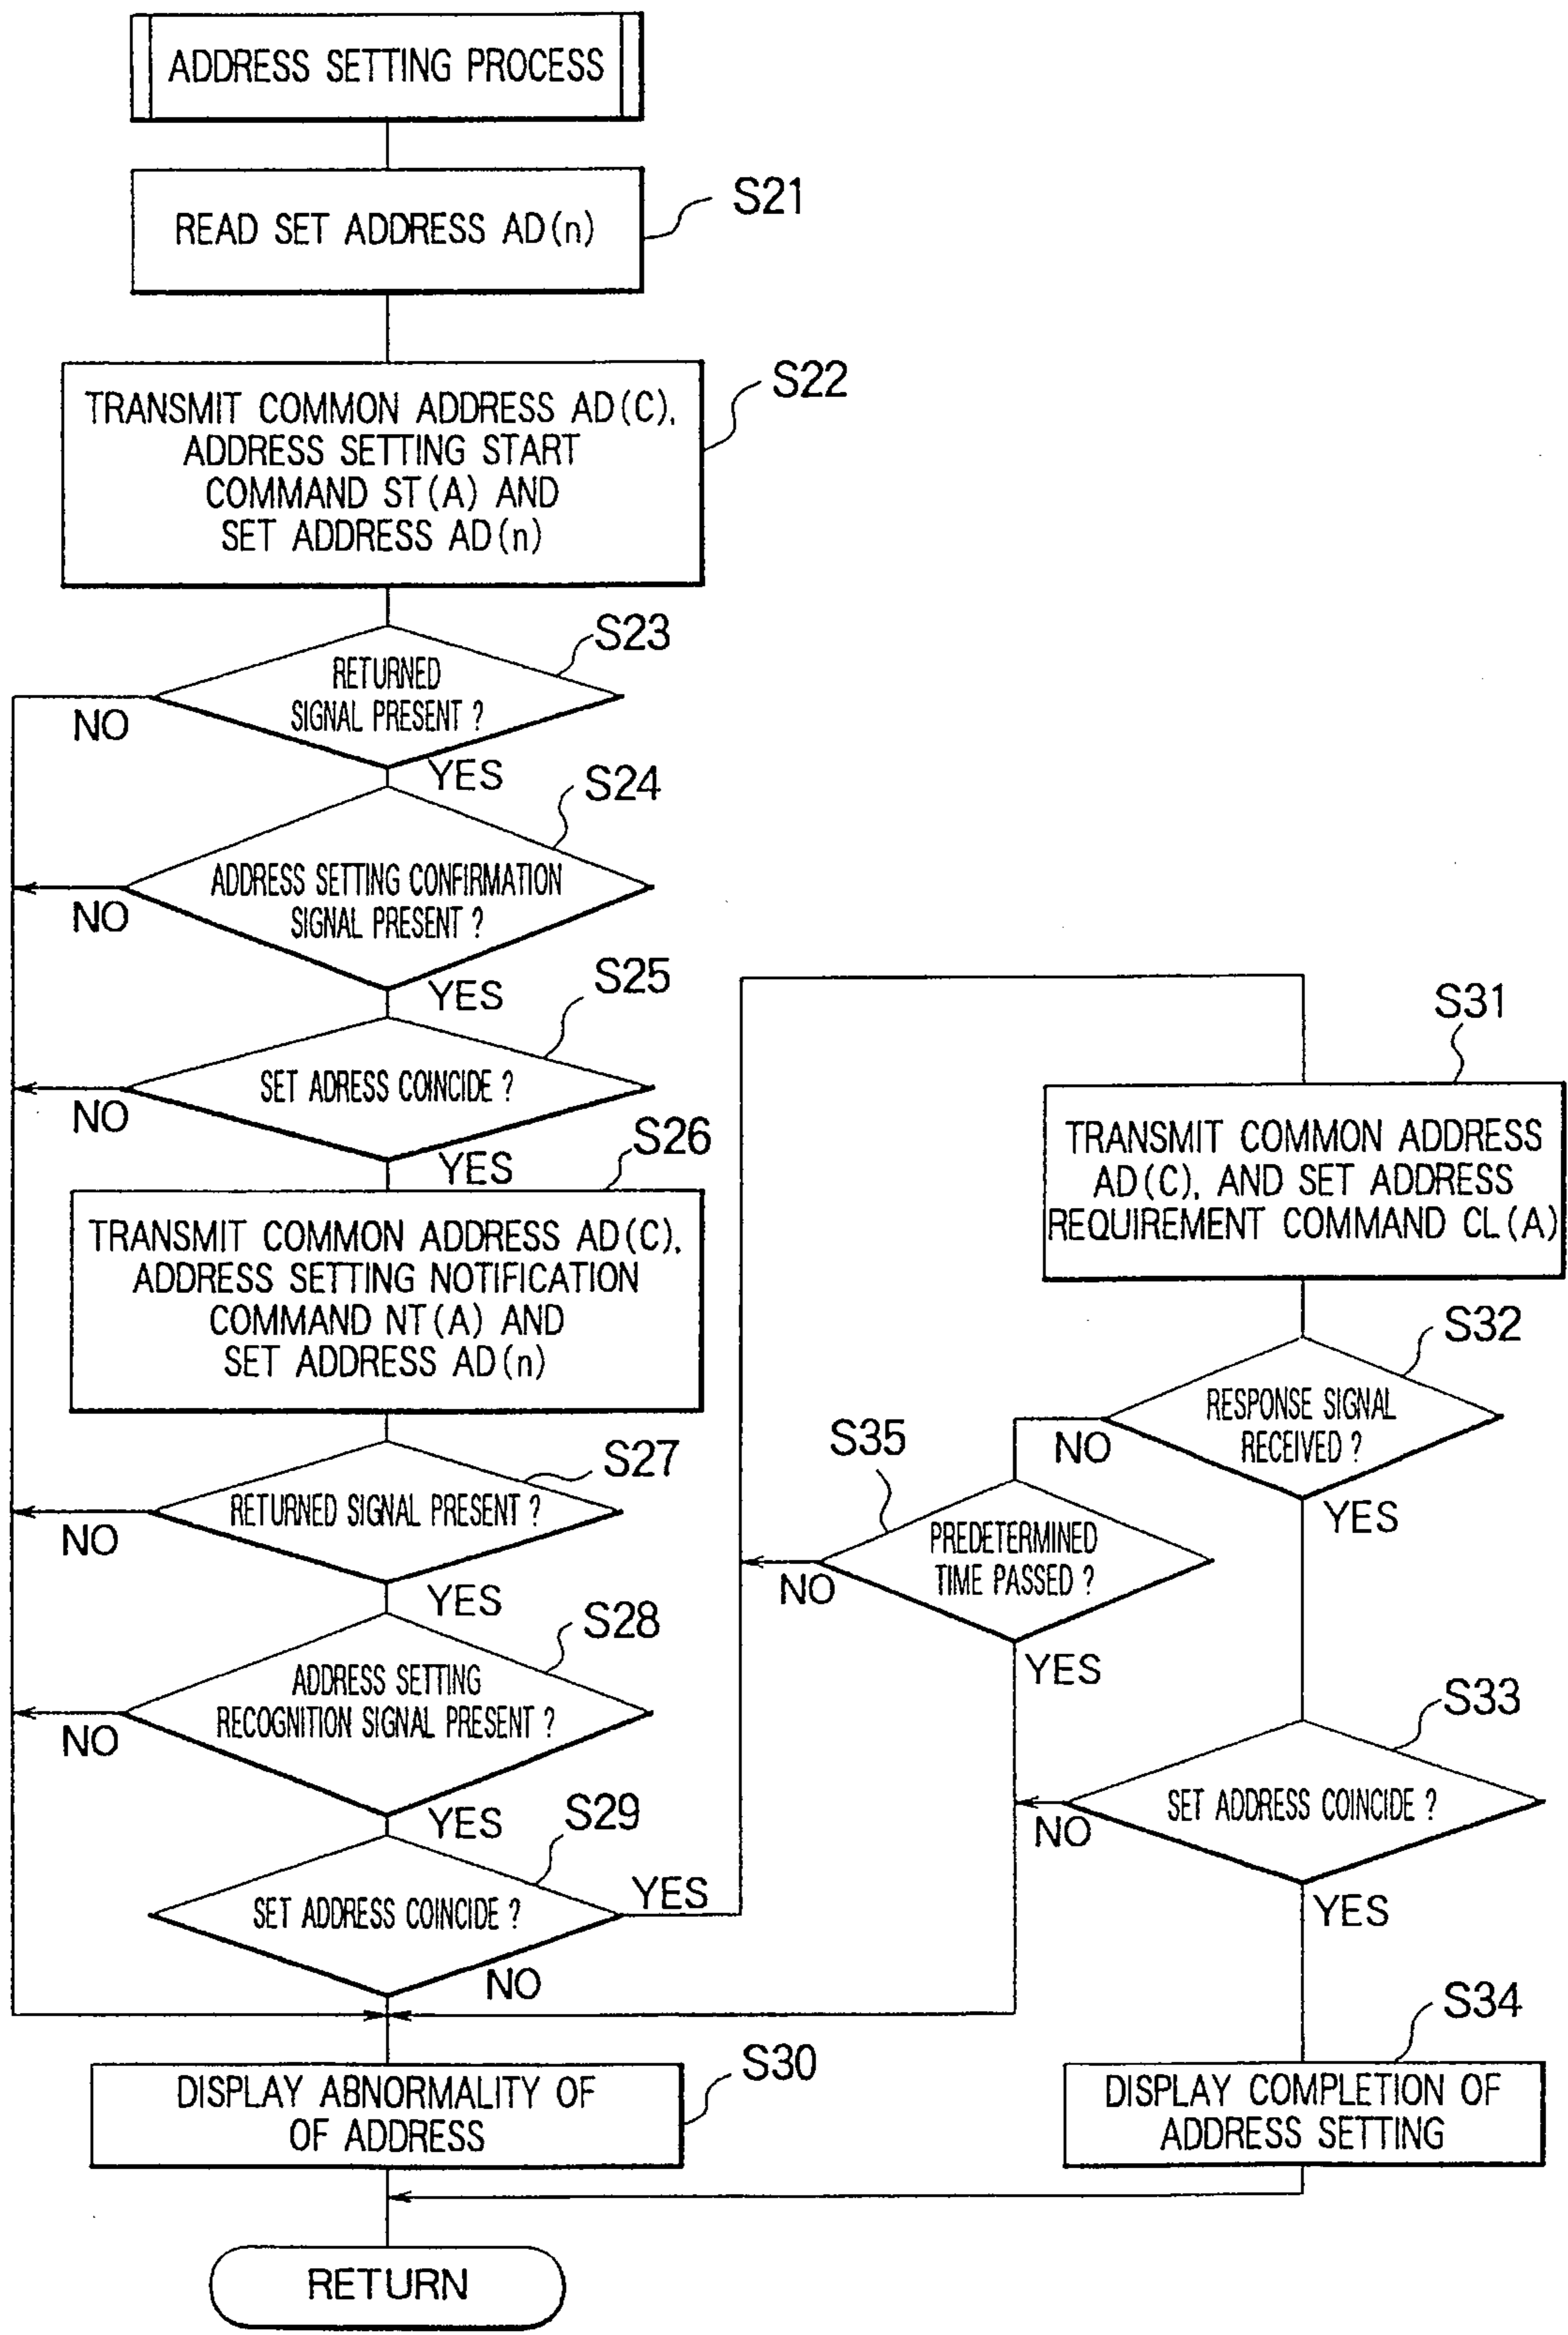 ADDRESS SETTING PROCESS
READ SET ADDRESS AD(n)
S21
TRANSMIT COMMON ADDRESS AD(C),
ADDRESS SETTING START
COMMAND ST(A) AND
SET ADDRESS AD(n)
S22
RETURNED
SIGNAL PRESENT ?
S23
NO
YES
ADDRESS SETTING CONFIRMATION
SIGNAL PRESENT ?
S24
NO
YES
SET ADRESS COINCIDE ?
S25
NO
YES
TRANSMIT COMMON ADDRESS AD(C),
ADDRESS SETTING NOTIFICATION
COMMAND NT(A) AND
SET ADDRESS AD(n)
S26
RETURNED SIGNAL PRESENT ?
S27
NO
YES
ADDRESS SETTING
RECOGNITION SIGNAL PRESENT ?
S28
NO
YES
SET ADDRESS COINCIDE ?
S29
YES
NO
DISPLAY ABNORMALITY OF
OF ADDRESS
S30
TRANSMIT COMMON ADDRESS
AD(C), AND SET ADDRESS
REQUIREMENT COMMAND CL(A)
S31
RESPONSE SIGNAL
RECEIVED ?
S32
NO
YES
PREDETERMINED
TIME PASSED ?
S35
NO
YES
SET ADDRESS COINCIDE ?
S33
NO
YES
DISPLAY COMPLETION OF
ADDRESS SETTING
S34
RETURN